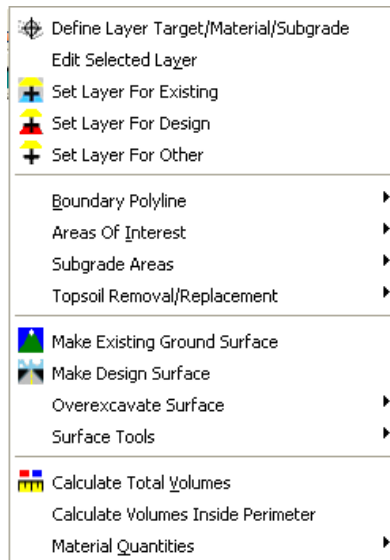 Define Layer Target/Material/Subgrade
Edit Selected Layer
Set Layer For Existing
Set Layer For Design
Set Layer For Other
Boundary Polyline
Areas Of Interest
Subgrade Areas
Topsoil Removal/Replacement
Make Existing Ground Surface
Make Design Surface
Overexcavate Surface
Surface Tools
Calculate Total Volumes
Calculate Volumes Inside Perimeter
Material Quantities